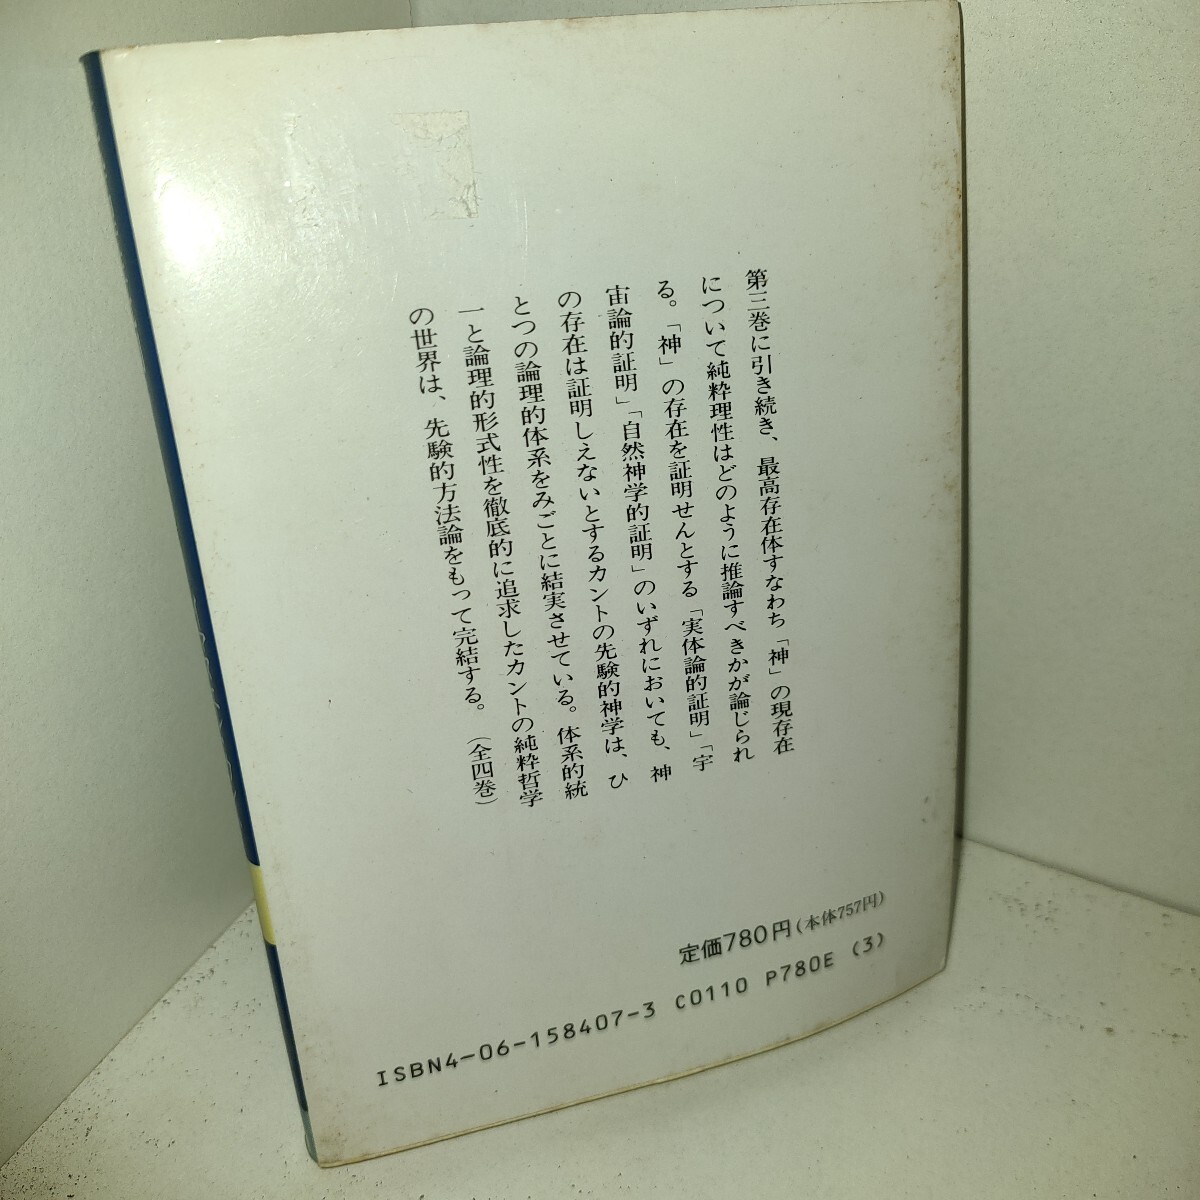 第三巻に引き続き、最高存在体すなわち「神」の現存在
について純粋理性はどのように推論すべきかが論じられ
る。「神」の存在を証明せんとする「実体論的証明」「宇
宙論的証明」「自然神学的証明」のいずれにおいても、神
の存在は証明しえないとするカントの先験的神学は、ひ
とつの論理的体系をみごとに結実させている。体系的統
一と論理的形式性を徹底的に追求したカントの純粋哲学
の世界は、先験的方法論をもって完結する。（全四巻）
定価780円(本体757円)
ISBN4-06-158407-3 C0110 P780E (3)